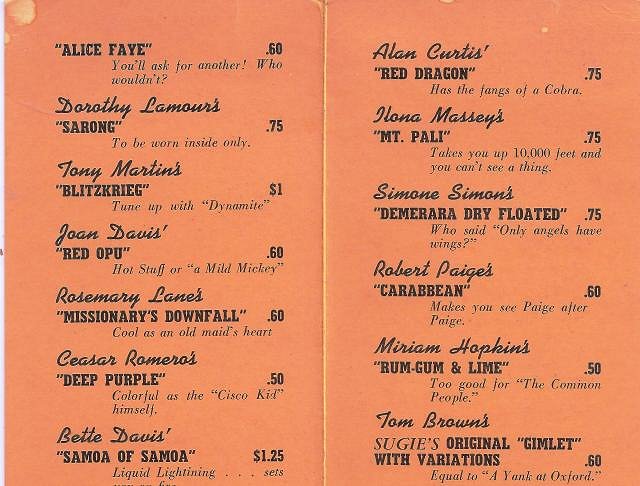 "ALICE FAYE" .60
You'll ask for another! Who
wouldn't?
Dorothy Lamour's
"SARONG" .75
To be worn inside only.
Tony Martin's
"BLITZKRIEG" $1
Tune up with "Dynamite"
Joan Davis'
"RED OPU" .60
Hot Stuff or "a Mild Mickey"
Rosemary Lane's
"MISSIONARY'S DOWNFALL" .60
Cool as an old maid's heart
Ceasar Romero's
"DEEP PURPLE" .50
Colorful as the "Cisco Kid"
himself.
Bette Davis'
"SAMOA OF SAMOA" $1.25
Liquid Lightining . . . sets
you on fire
Alan Curtis'
"RED DRAGON" .75
Has the fangs of a Cobra.
Ilona Massey's
"MT. PALI" .75
Takes you up 10,000 feet and
you can't see a thing.
Simone Simon's
"DEMERARA DRY FLOATED" .75
Who said "Only angels have
wings?"
Robert Paige's
"CARABBEAN" .60
Makes you see Paige after
Paige.
Miriam Hopkin's
"RUM-GUM & LIME" .50
Too good for "The Common
People."
Tom Brown's
SUGIE'S ORIGINAL "GIMLET"
WITH VARIATIONS .60
Equal to "A Yank at Oxford."